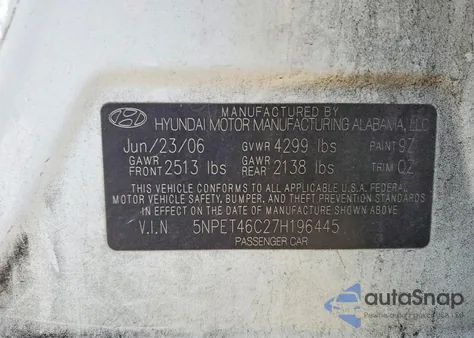 MANUFACTURED BY
HYUNDAI MOTOR MANUFACTURING ALABAMA, LLC
Jun/23/06 GVWR 4299 lbs PAINT 9Z
GAWR FRONT 2513 lbs GAWR REAR 2138 lbs TRIM QZ
THIS VEHICLE CONFORMS TO ALL APPLICABLE U.S.A. FEDERAL
MOTOR VEHICLE SAFETY, BUMPER, AND THEFT PREVENTION STANDARDS
IN EFFECT ON THE DATE OF MANUFACTURE SHOWN ABOVE.
V.I.N 5NPET46C27H196445
PASSENGER CAR
autoSnap